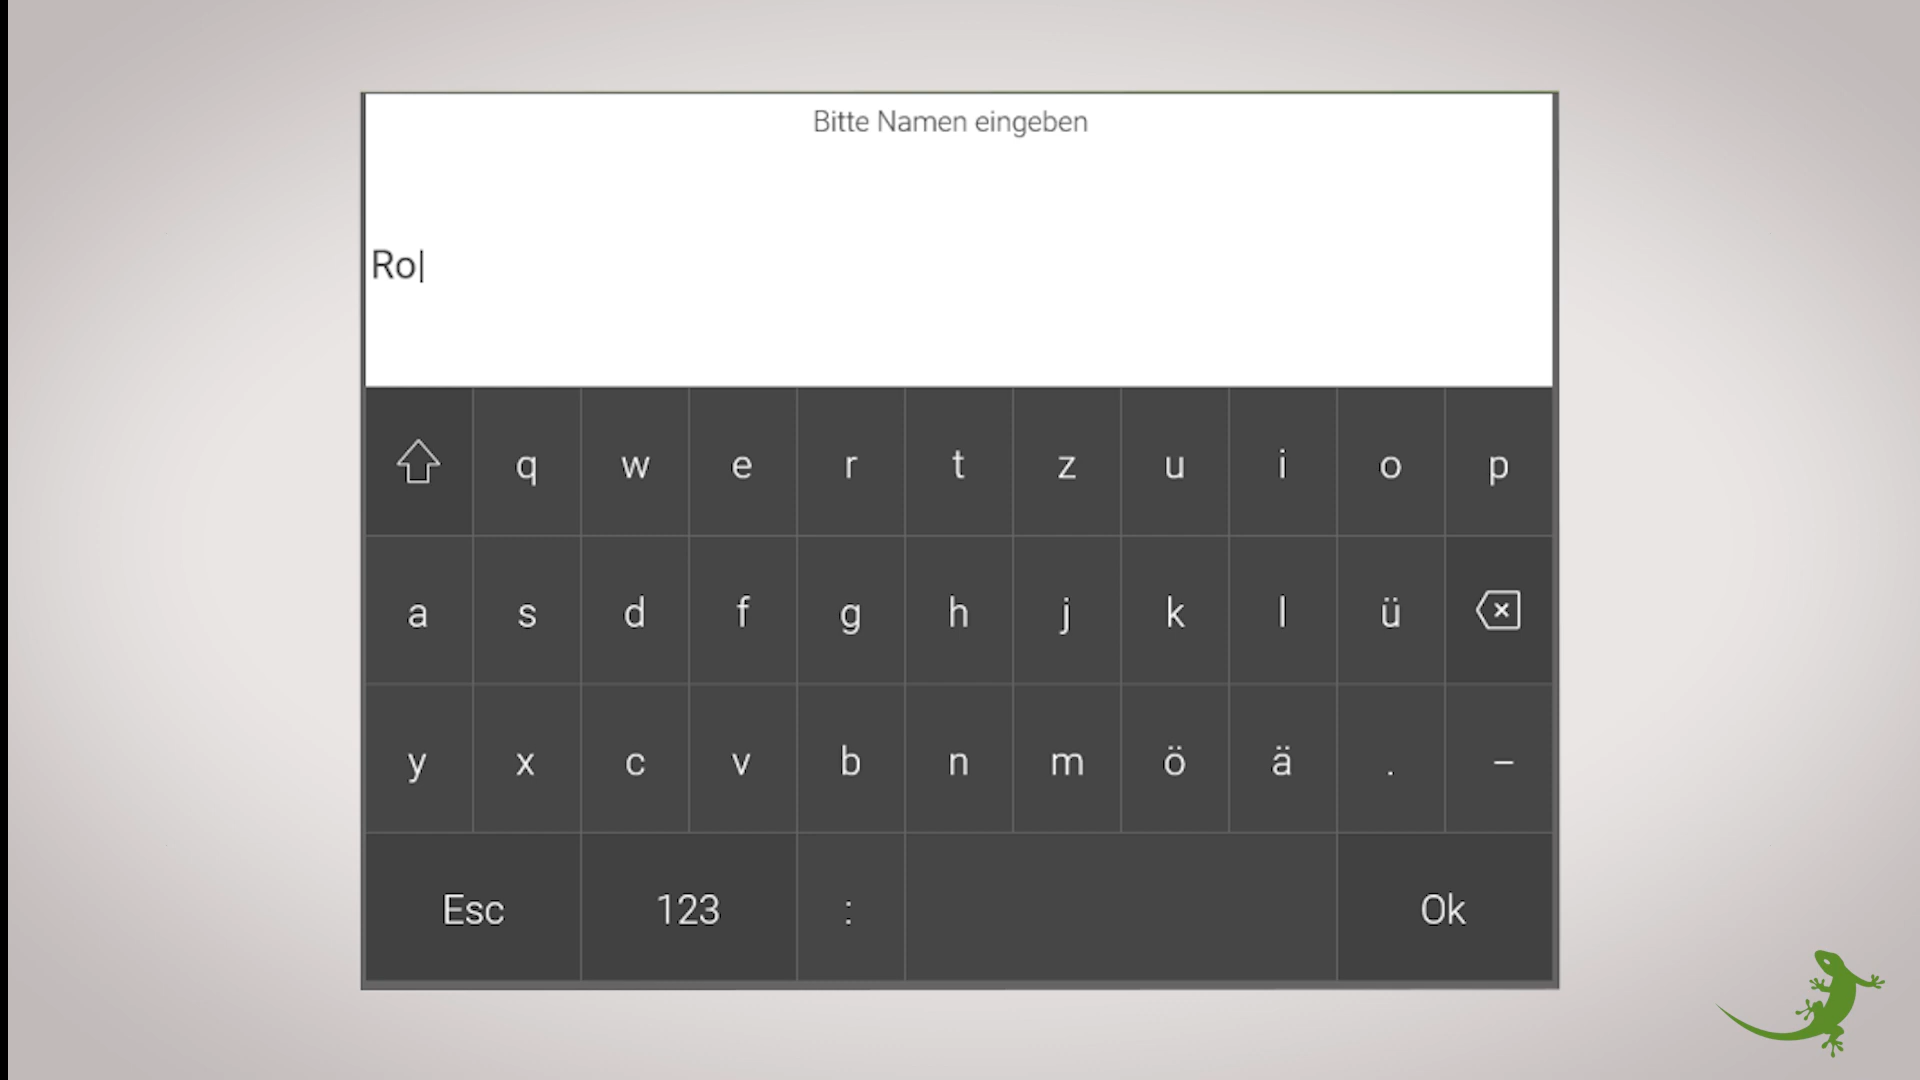 Bitte Namen eingeben
Ro
q w e r t z u i o p
a s d f g h j k l ü
y x c v b n m ö ä . –
Esc 123 : Ok